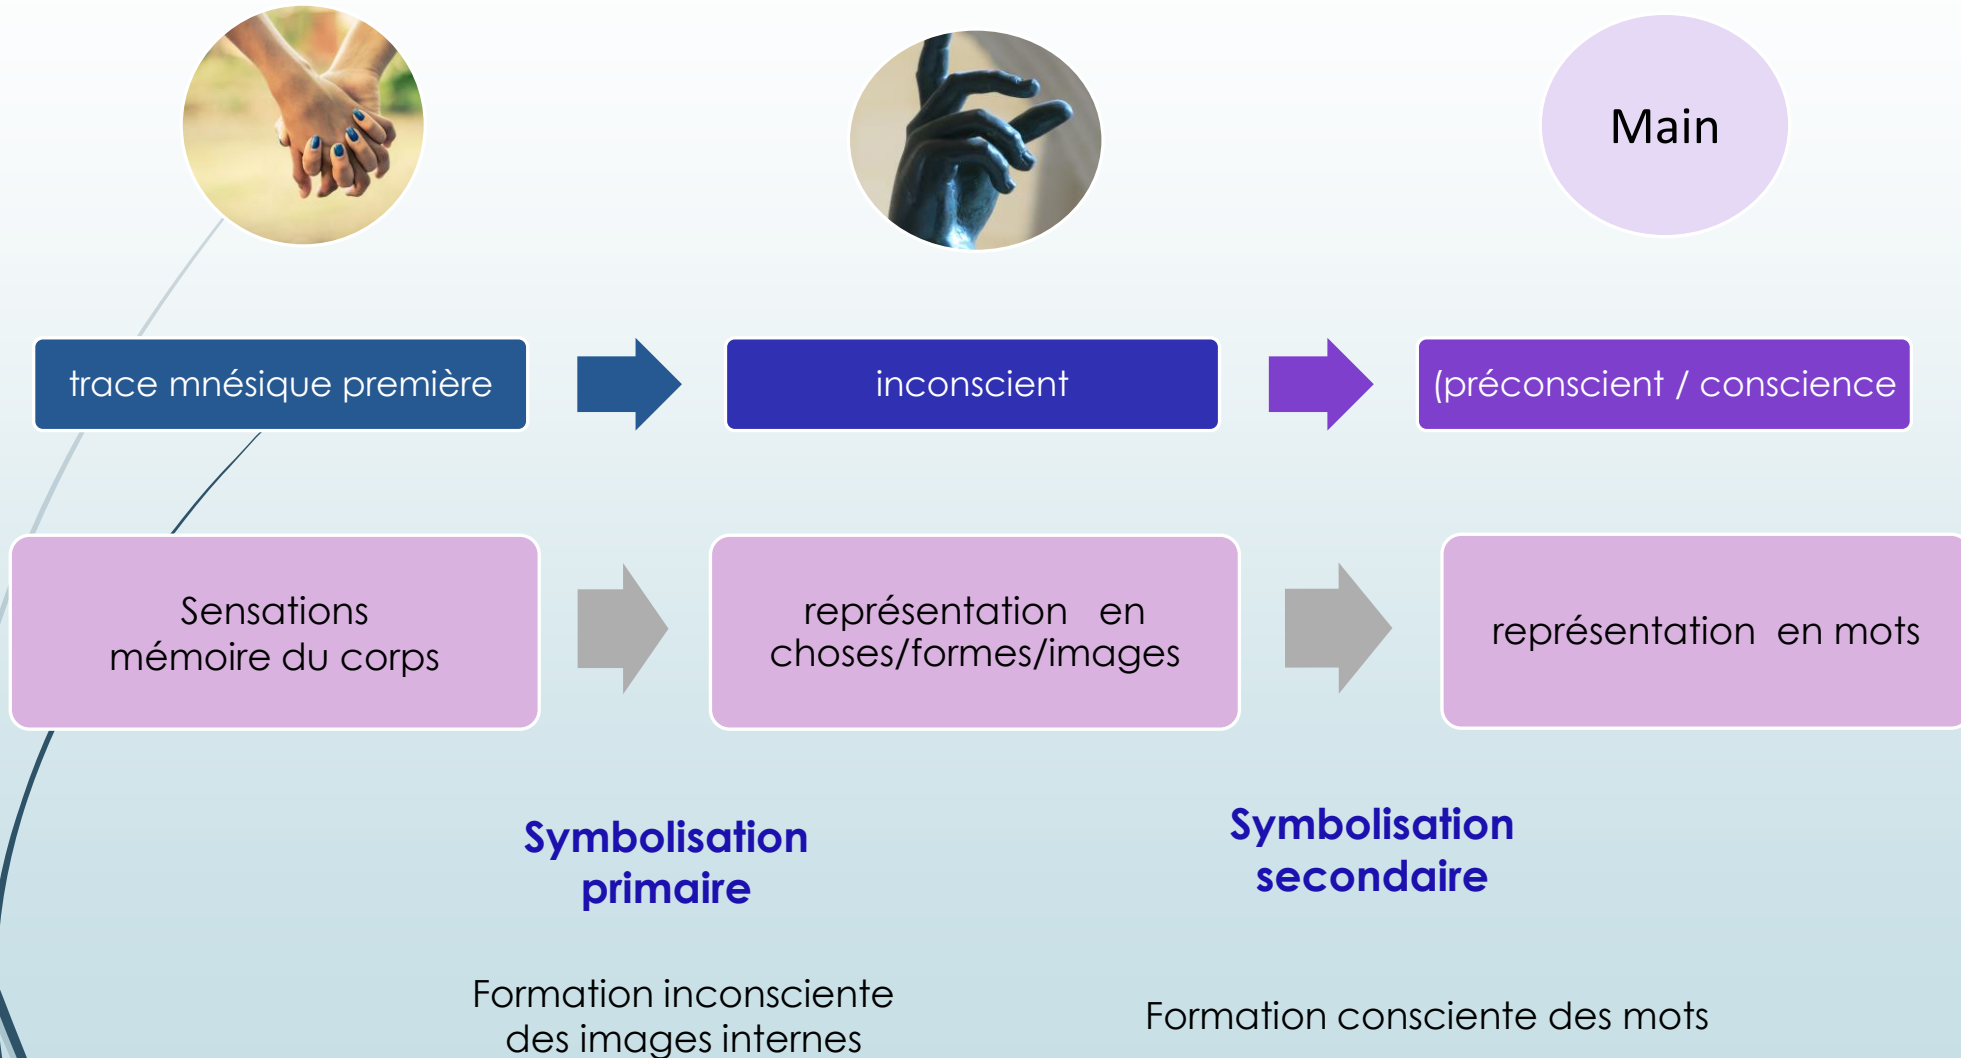 Main
trace mnésique première
inconscient
(préconscient / conscience
Sensations
mémoire du corps
représentation en
choses/formes/images
représentation en mots
Symbolisation
primaire
Symbolisation
secondaire
Formation inconsciente
des images internes
Formation consciente des mots